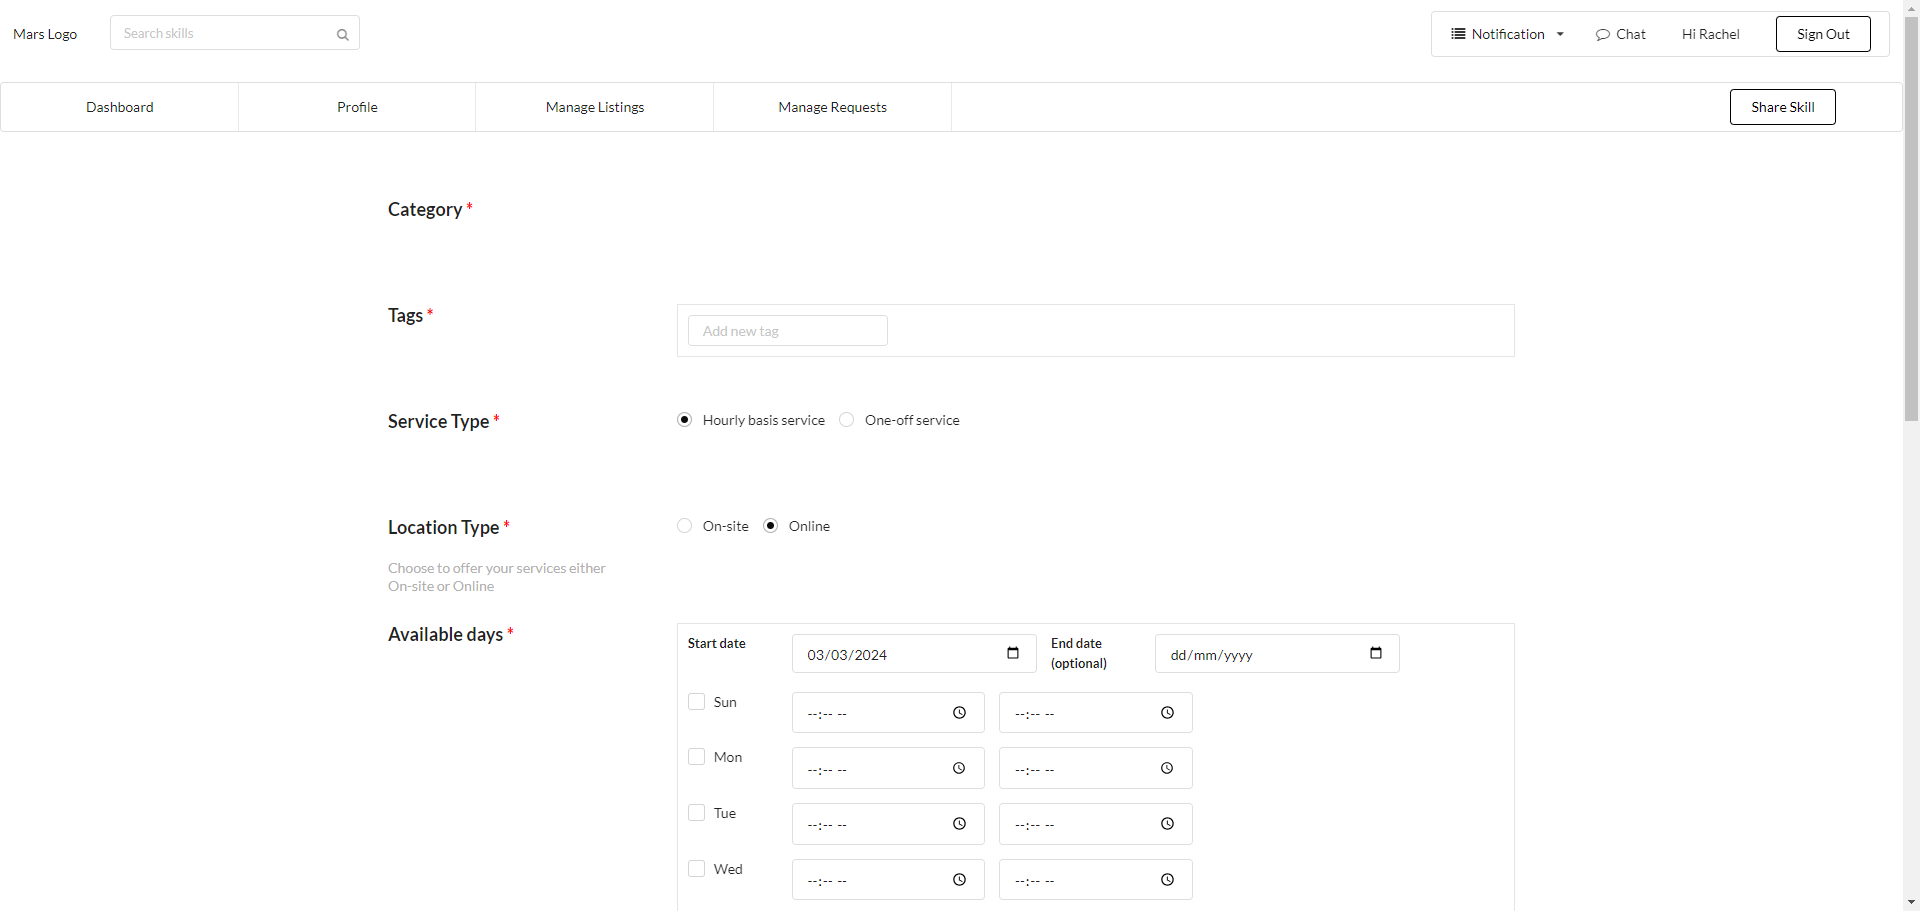 Mars Logo
Search skills
Notification
Chat
Hi Rachel
Sign Out
Dashboard
Profile
Manage Listings
Manage Requests
Share Skill
Category *
Tags *
Add new tag
Service Type *
Hourly basis service
One-off service
Location Type *
On-site
Online
Choose to offer your services either
On-site or Online
Available days *
Start date
03/03/2024
End date
(optional)
dd/mm/yyyy
Sun
--:-- --
--:-- --
Mon
--:-- --
--:-- --
Tue
--:-- --
--:-- --
Wed
--:-- --
--:-- --